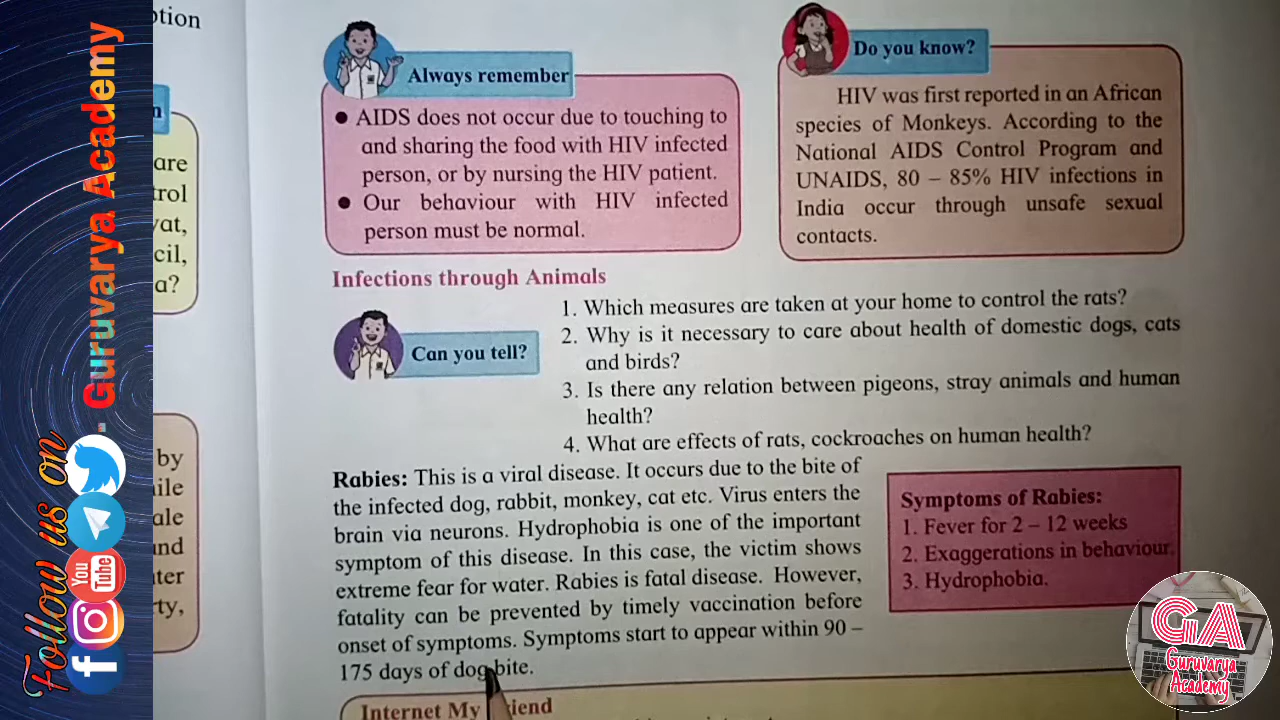 ption
n
are
trol
vat,
cil,
a?
by
ile
ale
and
ter
rty,
Always remember
● AIDS does not occur due to touching to
and sharing the food with HIV infected
person, or by nursing the HIV patient.
● Our behaviour with HIV infected
person must be normal.
Do you know?
HIV was first reported in an African
species of Monkeys. According to the
National AIDS Control Program and
UNAIDS, 80 – 85% HIV infections in
India occur through unsafe sexual
contacts.
Infections through Animals
Can you tell?
1. Which measures are taken at your home to control the rats?
2. Why is it necessary to care about health of domestic dogs, cats
and birds?
3. Is there any relation between pigeons, stray animals and human
health?
4. What are effects of rats, cockroaches on human health?
Rabies: This is a viral disease. It occurs due to the bite of
the infected dog, rabbit, monkey, cat etc. Virus enters the
brain via neurons. Hydrophobia is one of the important
symptom of this disease. In this case, the victim shows
extreme fear for water. Rabies is fatal disease. However,
fatality can be prevented by timely vaccination before
onset of symptoms. Symptoms start to appear within 90 –
175 days of dog bite.
Symptoms of Rabies:
1. Fever for 2 – 12 weeks
2. Exaggerations in behaviour.
3. Hydrophobia.
Internet My
Follow us on
- Guruvarya Academy
You
Tube
GA
Guruvarya
Academy